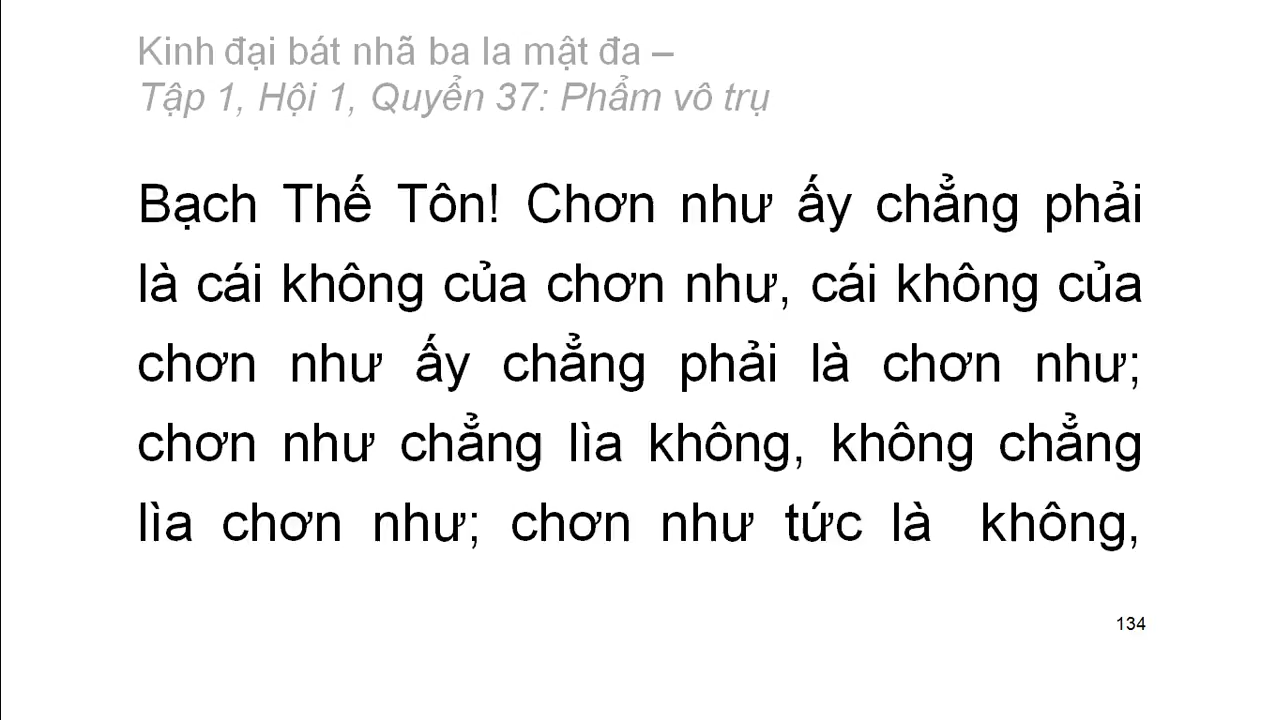 Kinh đại bát nhã ba la mật đa –
Tập 1, Hội 1, Quyển 37: Phẩm vô trụ
Bạch Thế Tôn! Chơn như ấy chẳng phải
là cái không của chơn như, cái không của
chơn như ấy chẳng phải là chơn như;
chơn như chẳng lìa không, không chẳng
lìa chơn như; chơn như tức là không,
134